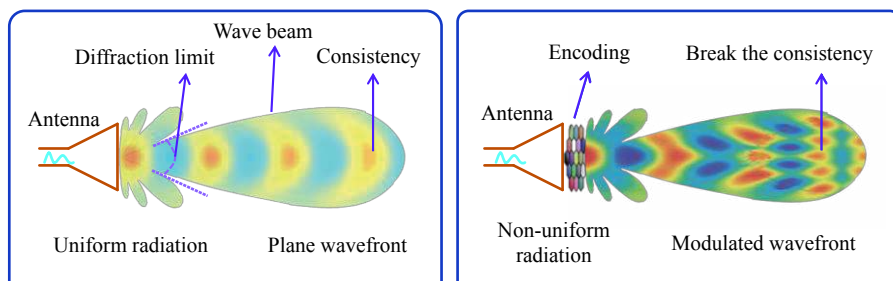 Wave beam
Diffraction limit
Consistency
Antenna
Uniform radiation
Plane wavefront
Encoding
Break the consistency
Antenna
Non-uniform
radiation
Modulated wavefront